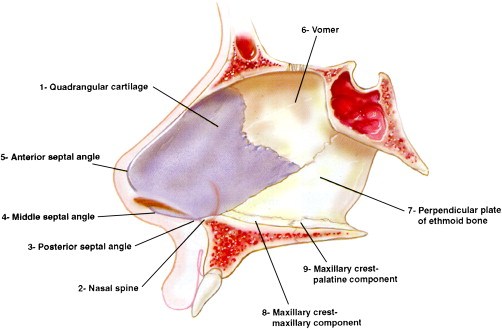 6- Vomer
1- Quadrangular cartilage
5- Anterior septal angle
4- Middle septal angle
7- Perpendicular plate
of ethmoid bone
3- Posterior septal angle
9- Maxillary crest-
palatine component
2- Nasal spine
8- Maxillary crest-
maxillary component